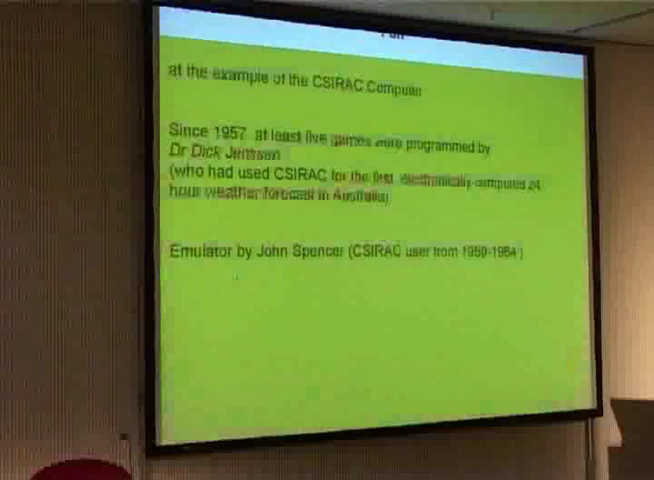 Fun
at the example of the CSIRAC Computer
Since 1957 at least five games were programmed by
Dr Dick Jenssen
(who had used CSIRAC for the first electronically computed 24
hour weather forecast in Australia)
Emulator by John Spencer (CSIRAC user from 1959-1964)